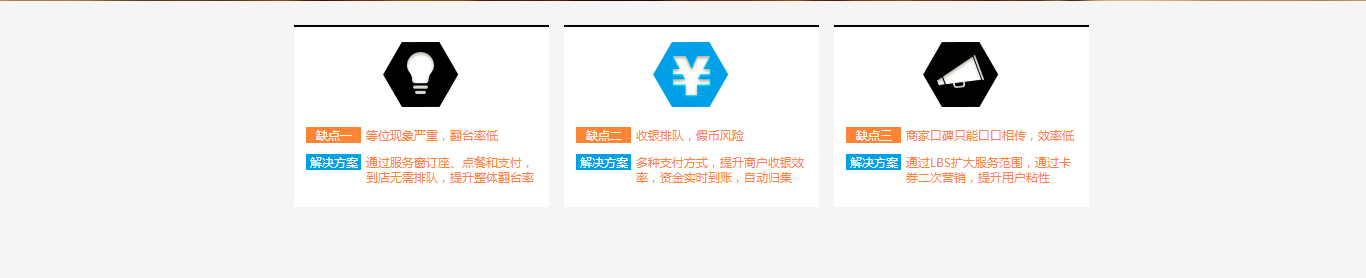 缺点一 等位现象严重，翻台率低
解决方案 通过服务窗订座、点餐和支付，
到店无需排队，提升整体翻台率
¥
缺点二 收银排队，假币风险
解决方案 多种支付方式，提升商户收银效
率，资金实时到账，自动归集
缺点三 商家口碑只能口口相传，效率低
解决方案 通过LBS扩大服务范围，通过卡
券二次营销，提升用户粘性